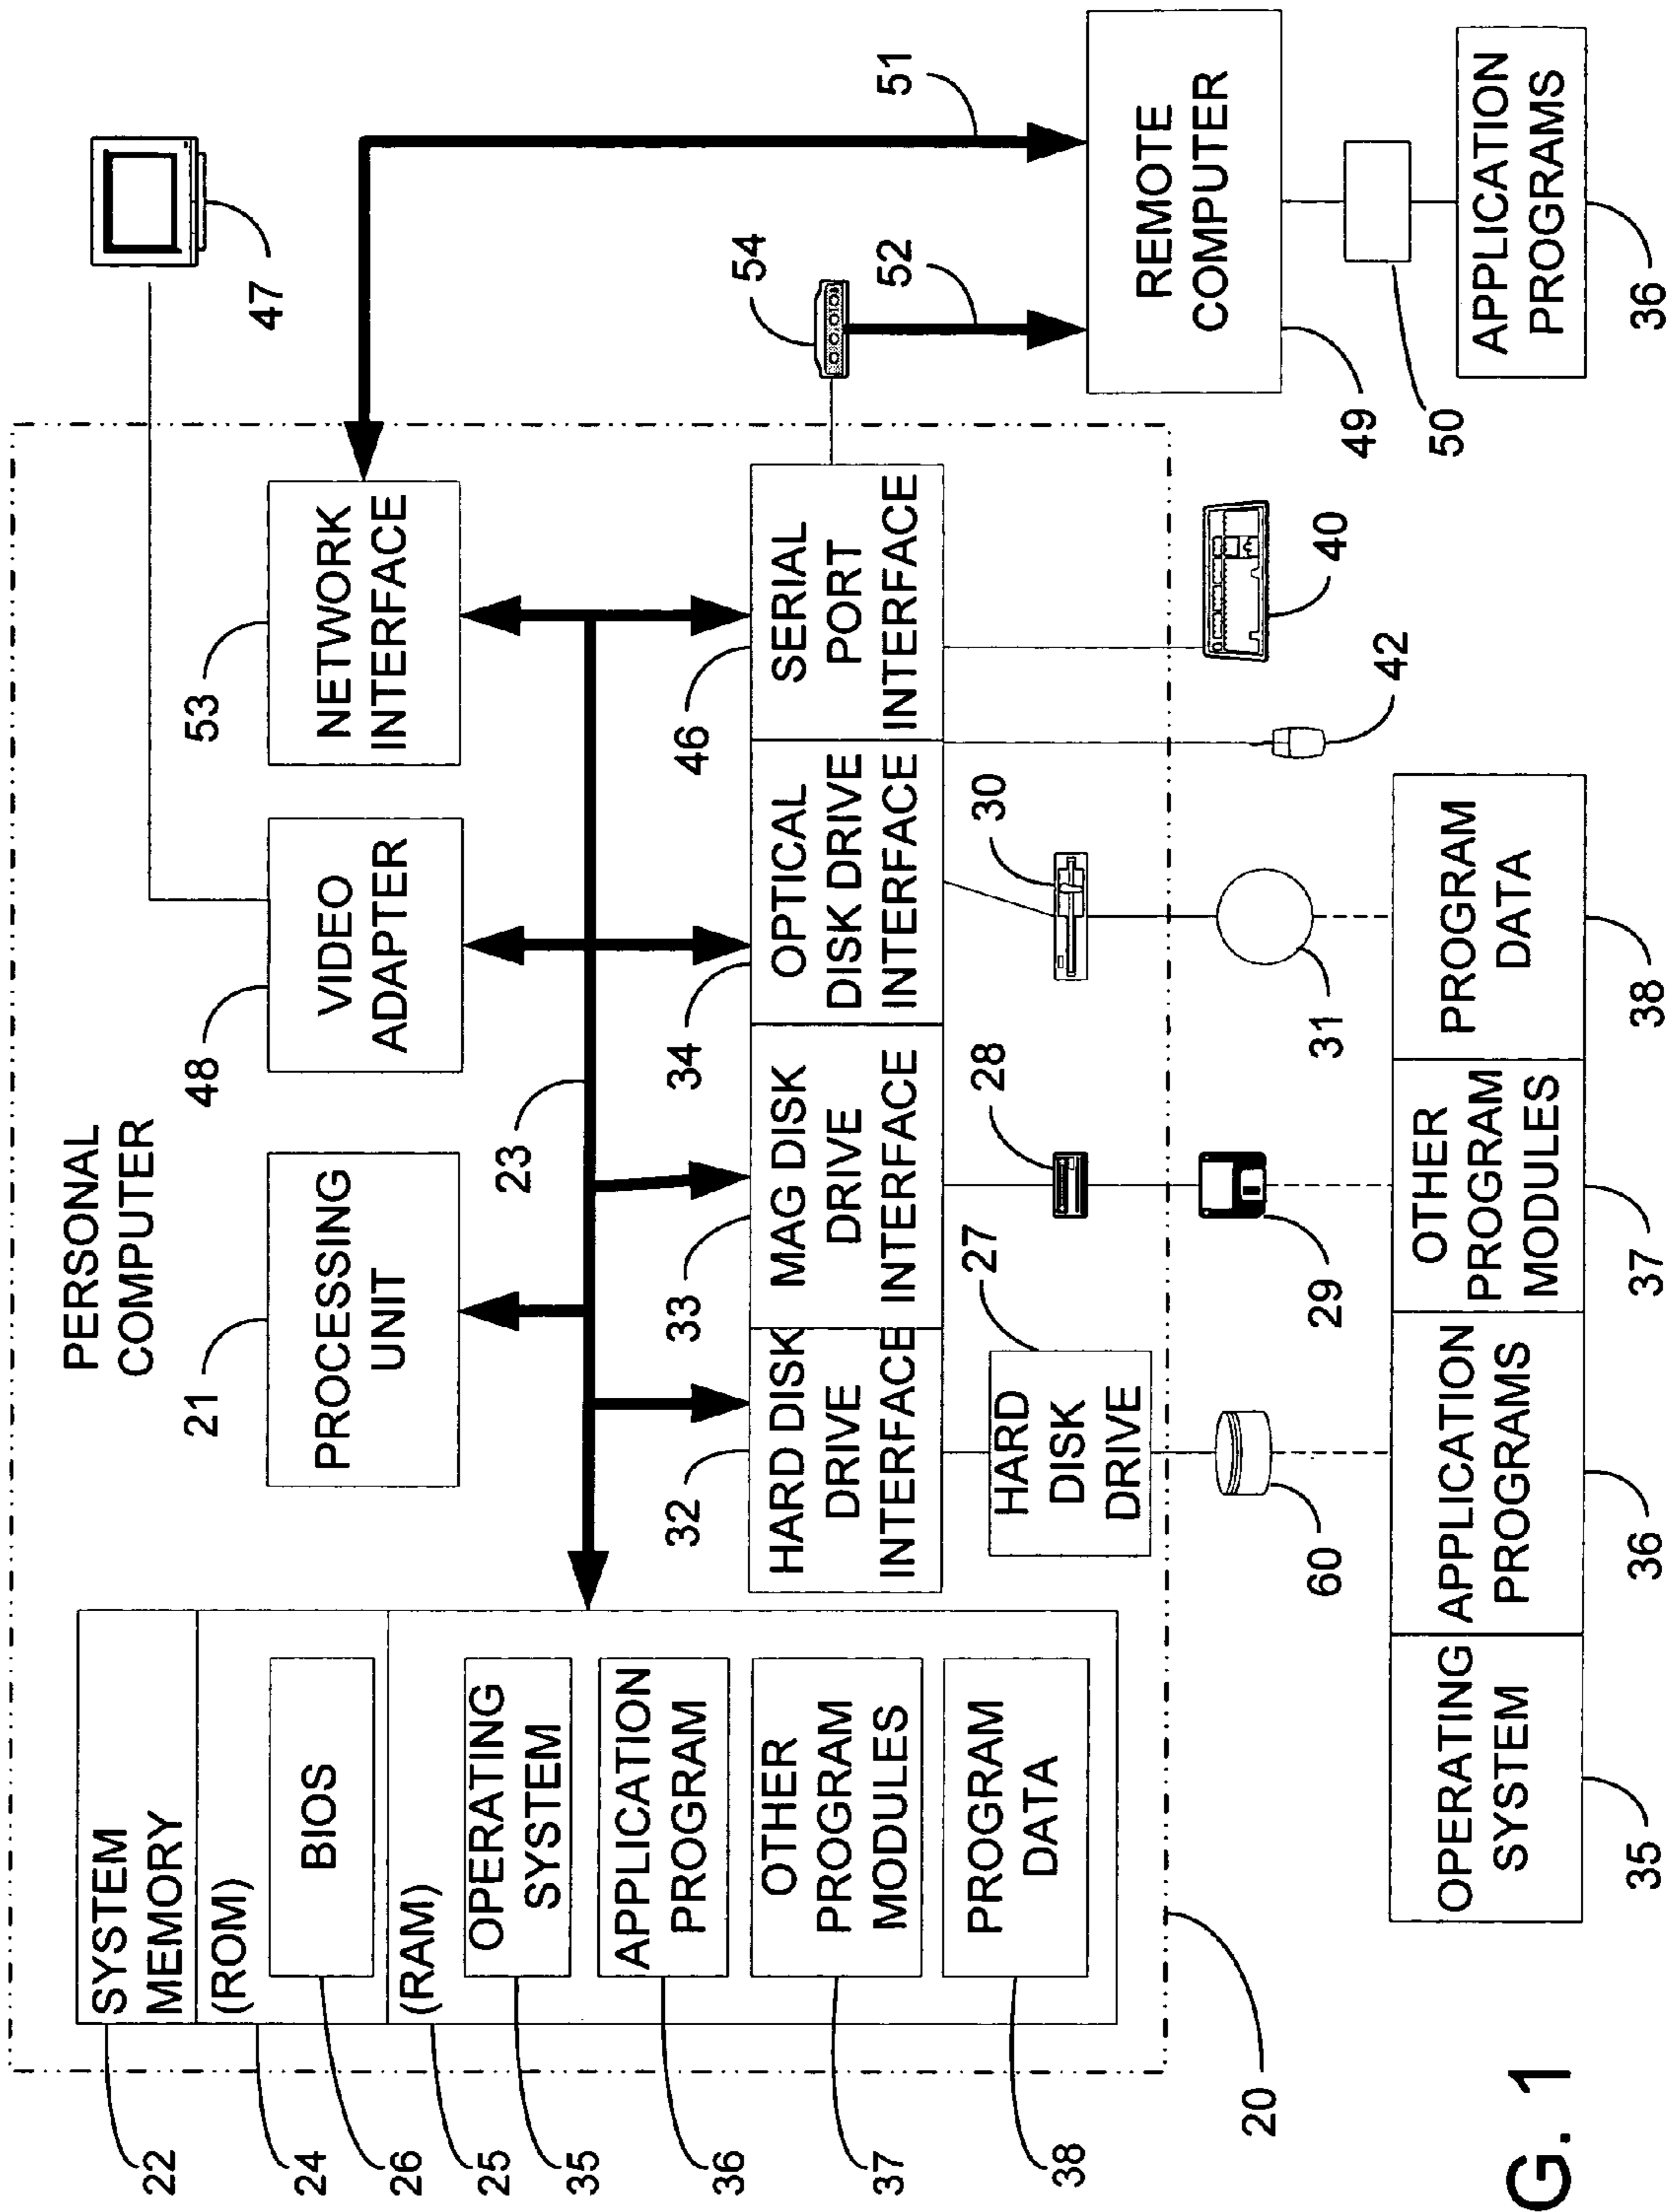 PERSONAL
COMPUTER
47
22
SYSTEM
MEMORY
24
(ROM)
26
BIOS
25
(RAM)
35
OPERATING
SYSTEM
36
APPLICATION
PROGRAM
37
OTHER
PROGRAM
MODULES
38
PROGRAM
DATA
20
21
PROCESSING
UNIT
48
VIDEO
ADAPTER
53
NETWORK
INTERFACE
23
32
HARD DISK
DRIVE
INTERFACE
33
MAG DISK
DRIVE
INTERFACE
34
OPTICAL
DISK DRIVE
INTERFACE
46
SERIAL
PORT
INTERFACE
54
52
51
27
HARD
DISK
DRIVE
28
30
60
29
31
42
40
REMOTE
COMPUTER
49
50
APPLICATION
PROGRAMS
36
OPERATING
SYSTEM
35
APPLICATION
PROGRAMS
36
OTHER
PROGRAM
MODULES
37
PROGRAM
DATA
38
G. 1